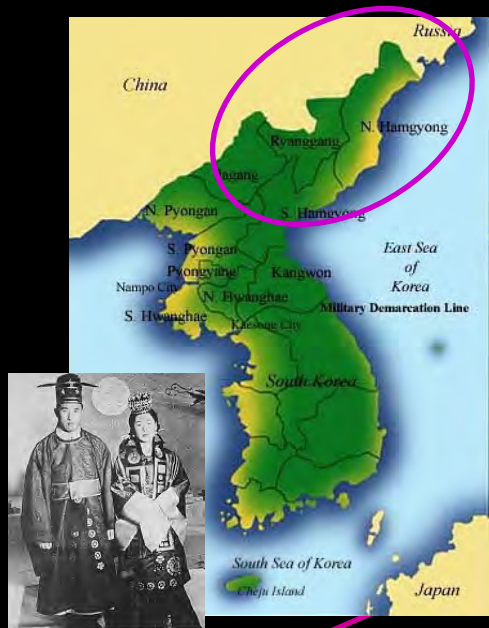 Russia
China
N. Hamgyong
Ryanggang
Jagang
N. Pyongan
S. Hamgyong
S. Pyongan
East Sea
of
Korea
Pyongyang
Kangwon
Nampo City
N. Hwanghae
Military Demarcation Line
S. Hwanghae
Kaesong City
South Korea
South Sea of Korea
Cheju Island
Japan